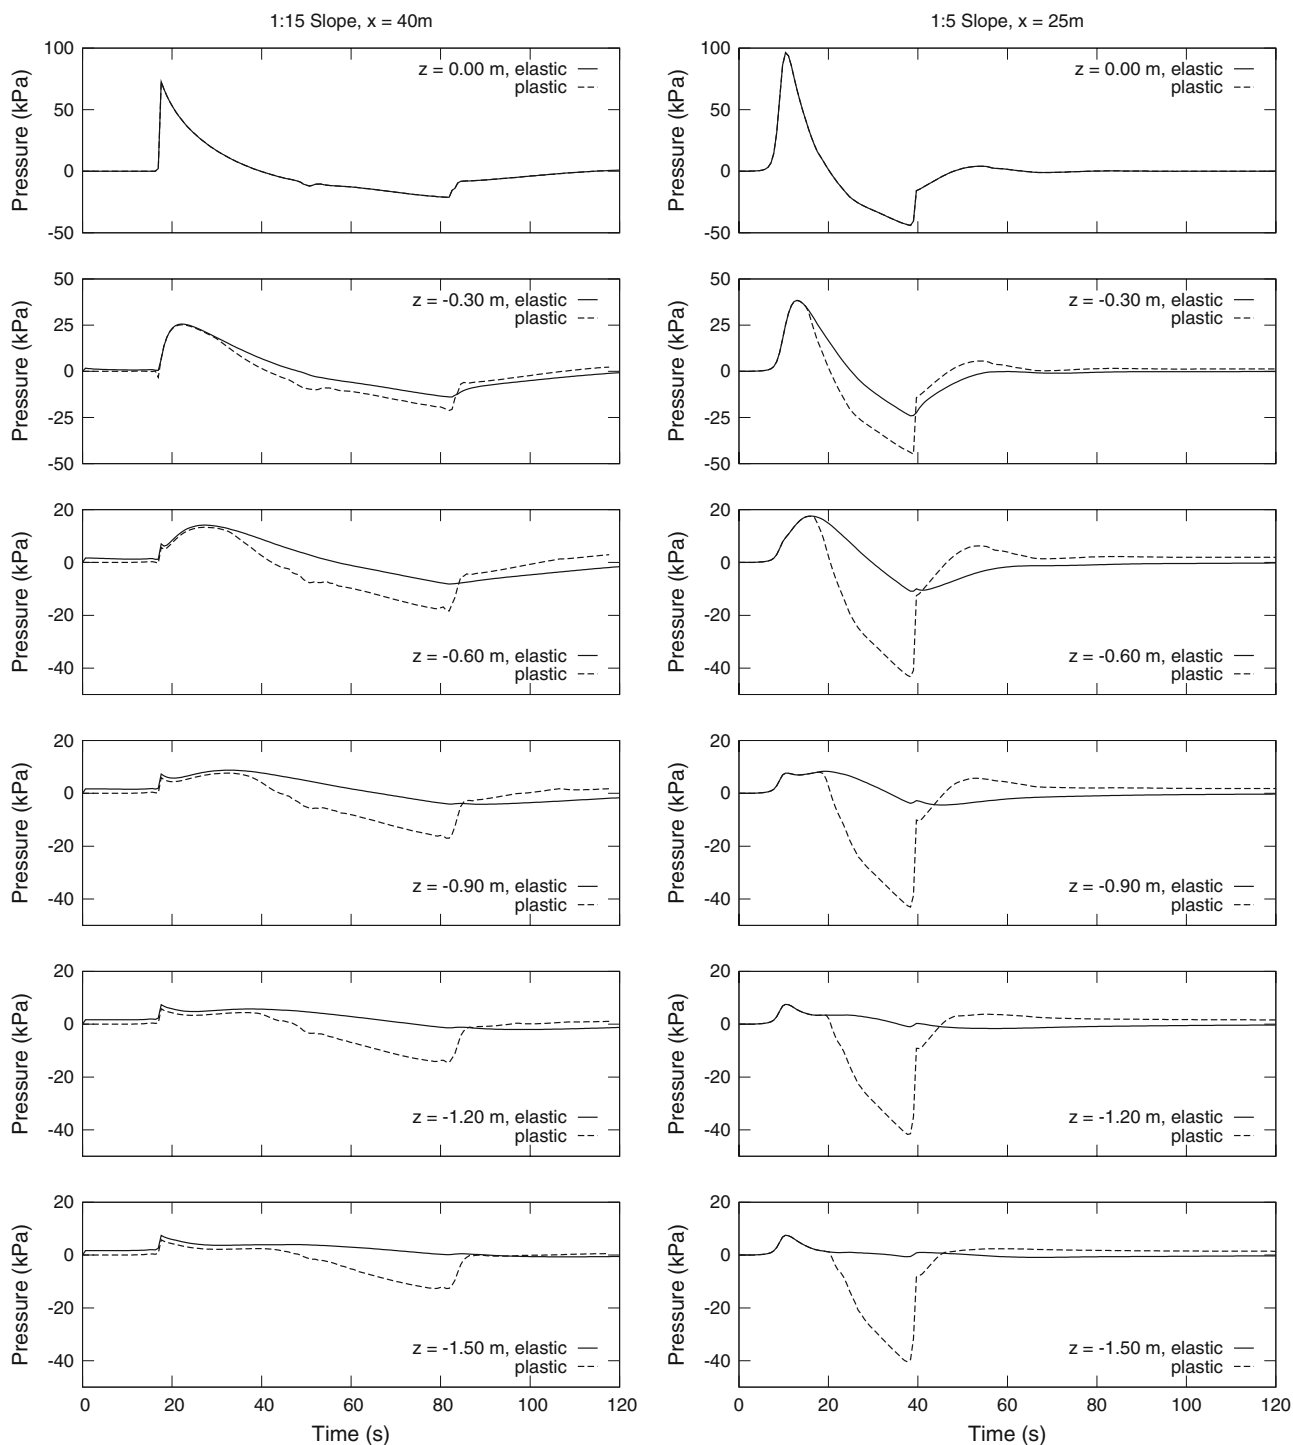 1:15 Slope, x = 40m
100
50
0
-50
Pressure (kPa)
z = 0.00 m, elastic
plastic
50
25
0
-25
-50
Pressure (kPa)
z = -0.30 m, elastic
plastic
20
0
-20
-40
Pressure (kPa)
z = -0.60 m, elastic
plastic
20
0
-20
-40
Pressure (kPa)
z = -0.90 m, elastic
plastic
20
0
-20
-40
Pressure (kPa)
z = -1.20 m, elastic
plastic
20
0
-20
-40
Pressure (kPa)
z = -1.50 m, elastic
plastic
0 20 40 60 80 100 120
Time (s)
1:5 Slope, x = 25m
100
50
0
-50
Pressure (kPa)
z = 0.00 m, elastic
plastic
50
25
0
-25
-50
Pressure (kPa)
z = -0.30 m, elastic
plastic
20
0
-20
-40
Pressure (kPa)
z = -0.60 m, elastic
plastic
20
0
-20
-40
Pressure (kPa)
z = -0.90 m, elastic
plastic
20
0
-20
-40
Pressure (kPa)
z = -1.20 m, elastic
plastic
20
0
-20
-40
Pressure (kPa)
z = -1.50 m, elastic
plastic
0 20 40 60 80 100 120
Time (s)